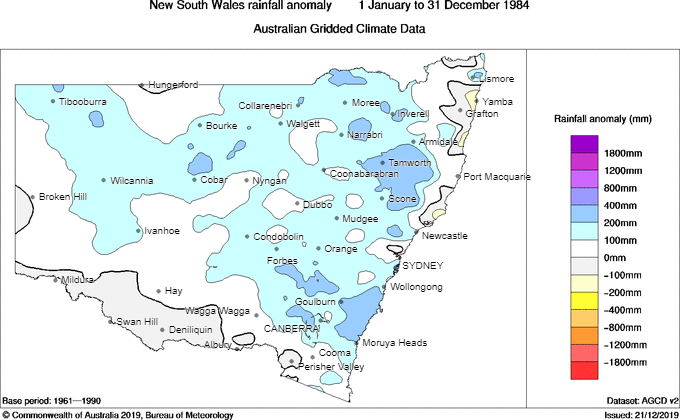 New South Wales rainfall anomaly 1 January to 31 December 1984
Australian Gridded Climate Data
Hungerford
Lismore
Tibooburra
Collarenebri
Moree
Yamba
Inverell
Grafton
Bourke
Walgett
Narrabri
Armidale
Tamworth
Wilcannia
Cobar
Nyngan
Coonabarabran
Port Macquarie
Broken Hill
Dubbo
Scone
Mudgee
Ivanhoe
Condobolin
Newcastle
Orange
Forbes
SYDNEY
Mildura
Hay
Wollongong
Goulburn
Wagga Wagga
Swan Hill
Deniliquin
CANBERRA
Albury
Cooma
Moruya Heads
Perisher Valley
Rainfall anomaly (mm)
1800mm
1200mm
800mm
400mm
200mm
100mm
0mm
−100mm
−200mm
−400mm
−800mm
−1200mm
−1800mm
Base period: 1961—1990
Dataset: AGCD v2
© Commonwealth of Australia 2019, Bureau of Meteorology
Issued: 21/12/2019